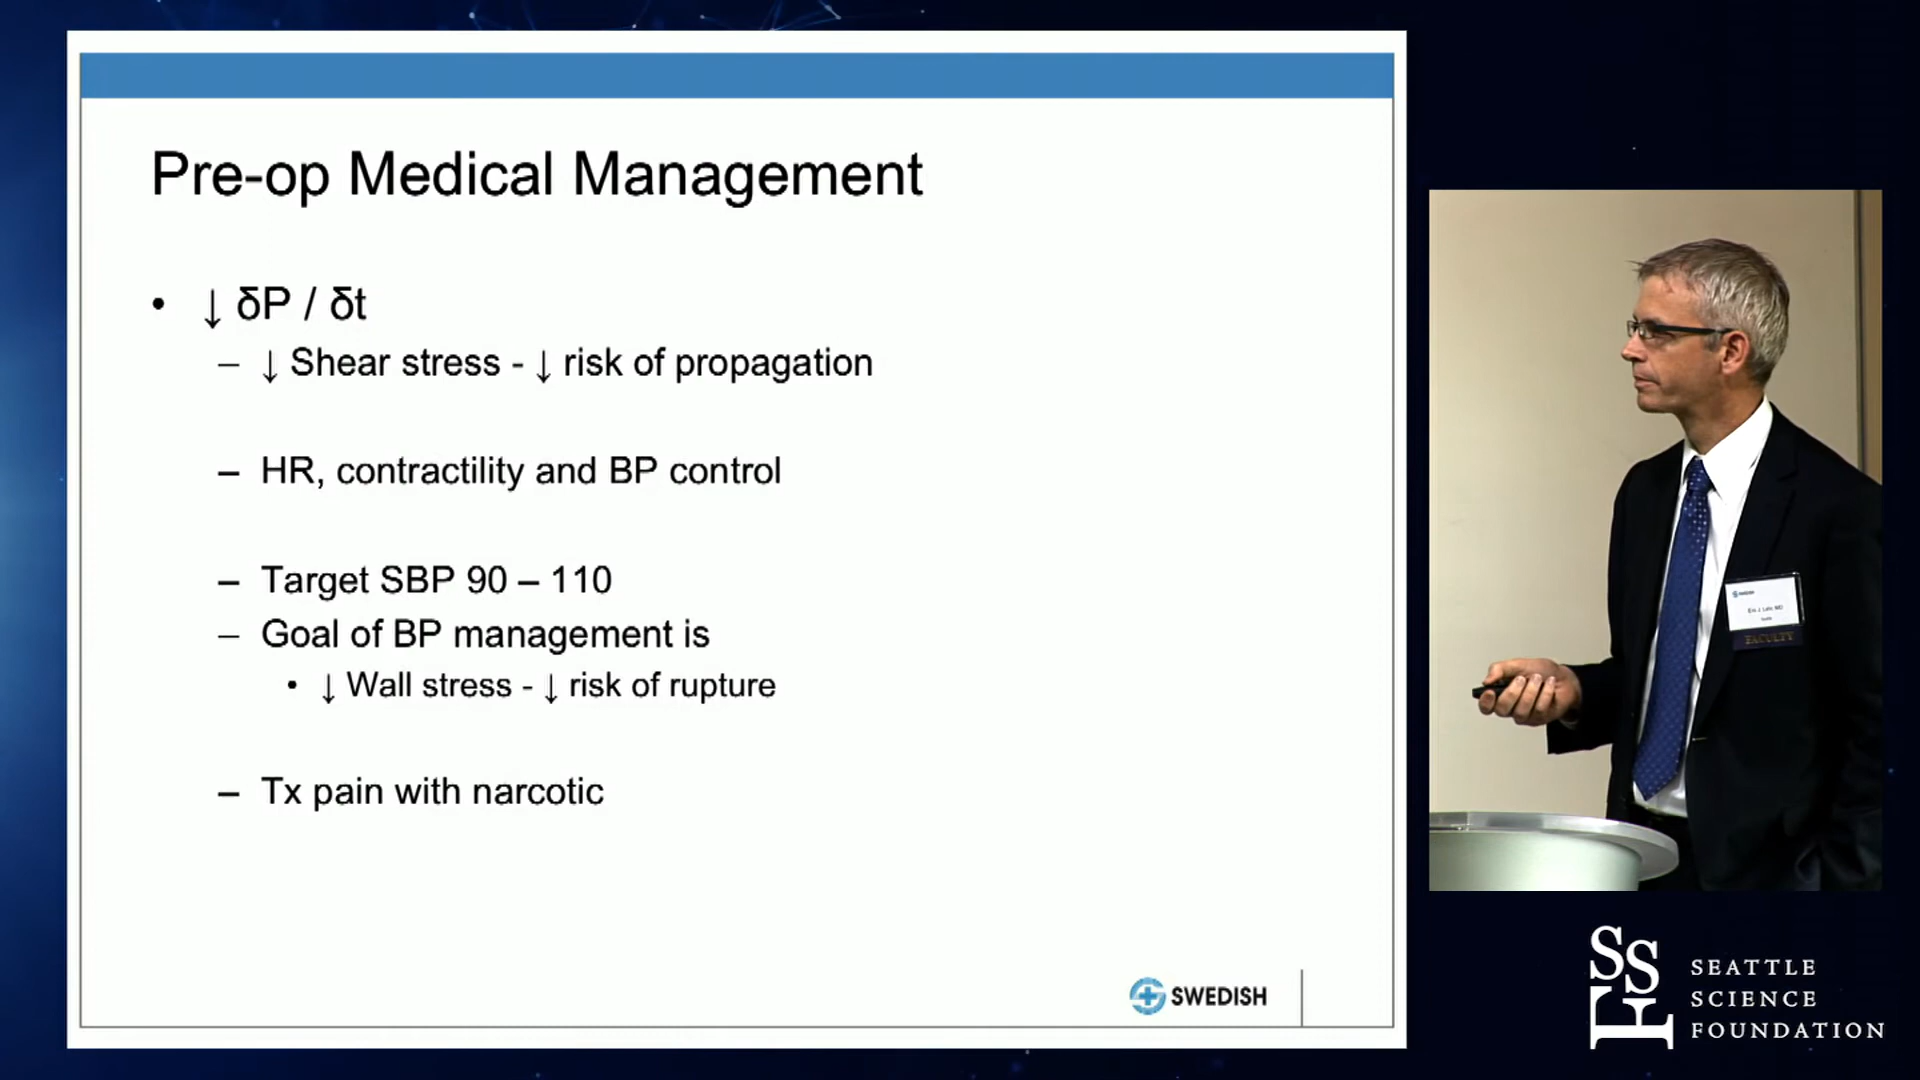 Pre-op Medical Management
• ↓ δP / δt
– ↓ Shear stress - ↓ risk of propagation
– HR, contractility and BP control
– Target SBP 90 – 110
– Goal of BP management is
• ↓ Wall stress - ↓ risk of rupture
– Tx pain with narcotic
SWEDISH
FACULTY
SSF
SEATTLE
SCIENCE
FOUNDATION